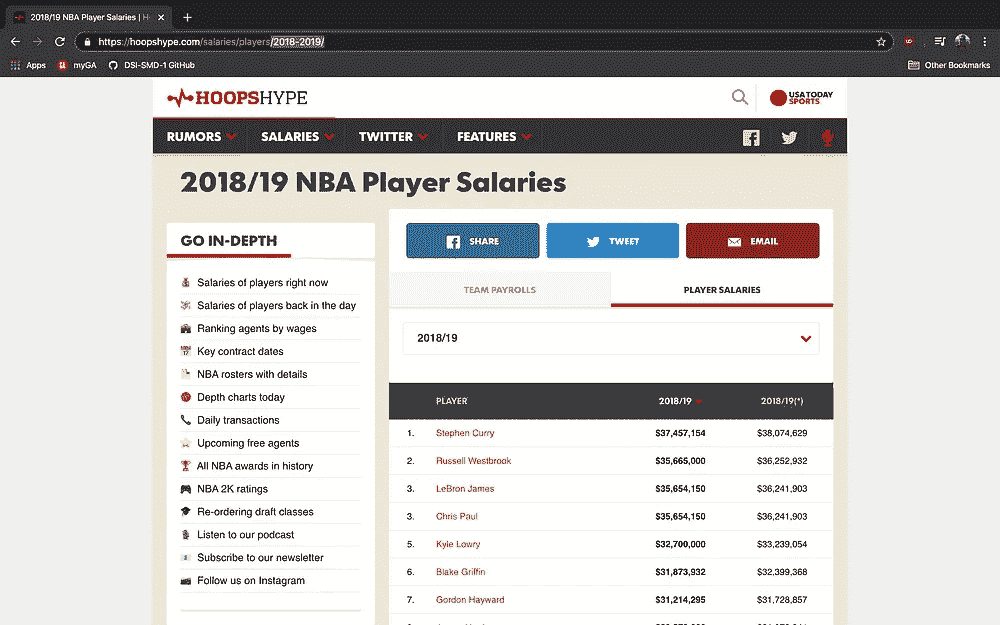 2018/19 NBA Player Salaries | H
https://hoopshype.com/salaries/players/2018-2019/
Apps myGA DSI-SMD-1 GitHub Other Bookmarks
HOOPSHYPE USA TODAY SPORTS
RUMORS SALARIES TWITTER FEATURES
2018/19 NBA Player Salaries
GO IN-DEPTH
Salaries of players right now
Salaries of players back in the day
Ranking agents by wages
Key contract dates
NBA rosters with details
Depth charts today
Daily transactions
Upcoming free agents
All NBA awards in history
NBA 2K ratings
Re-ordering draft classes
Listen to our podcast
Subscribe to our newsletter
Follow us on Instagram
SHARE TWEET EMAIL
TEAM PAYROLLS PLAYER SALARIES
2018/19
PLAYER 2018/19 2018/19(*)
1. Stephen Curry $37,457,154 $38,074,629
2. Russell Westbrook $35,665,000 $36,252,932
3. LeBron James $35,654,150 $36,241,903
3. Chris Paul $35,654,150 $36,241,903
5. Kyle Lowry $32,700,000 $33,239,054
6. Blake Griffin $31,873,932 $32,399,368
7. Gordon Hayward $31,214,295 $31,728,857